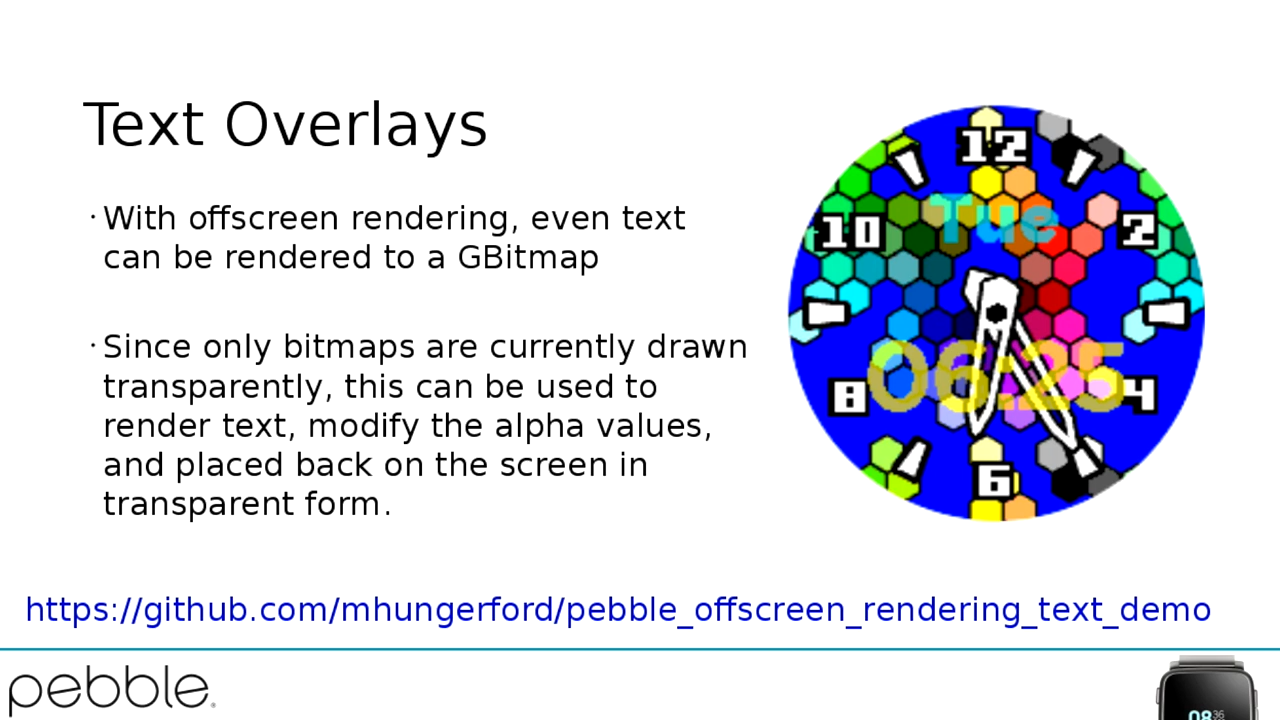 Text Overlays
· With offscreen rendering, even text
can be rendered to a GBitmap
· Since only bitmaps are currently drawn
transparently, this can be used to
render text, modify the alpha values,
and placed back on the screen in
transparent form.
12
Tue
10
2
06:25
8
4
6
https://github.com/mhungerford/pebble_offscreen_rendering_text_demo
pebble®
08 36